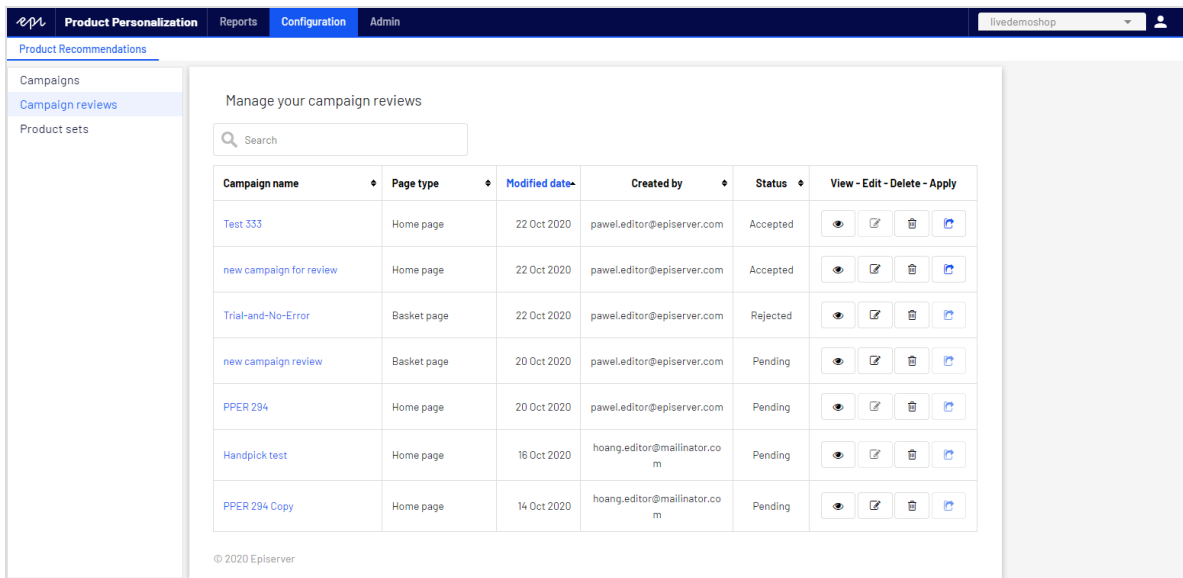 epi Product Personalization Reports Configuration Admin livedemoshop
Product Recommendations
Campaigns
Campaign reviews
Product sets
Manage your campaign reviews
Search
Campaign name Page type Modified date Created by Status View - Edit - Delete - Apply
Test 333 Home page 22 Oct 2020 pawel.editor@episerver.com Accepted
new campaign for review Home page 22 Oct 2020 pawel.editor@episerver.com Accepted
Trial-and-No-Error Basket page 22 Oct 2020 pawel.editor@episerver.com Rejected
new campaign review Basket page 20 Oct 2020 pawel.editor@episerver.com Pending
PPER 294 Home page 20 Oct 2020 pawel.editor@episerver.com Pending
Handpick test Home page 16 Oct 2020 hoang.editor@mailinator.co
m Pending
PPER 294 Copy Home page 14 Oct 2020 hoang.editor@mailinator.co
m Pending
© 2020 Episerver